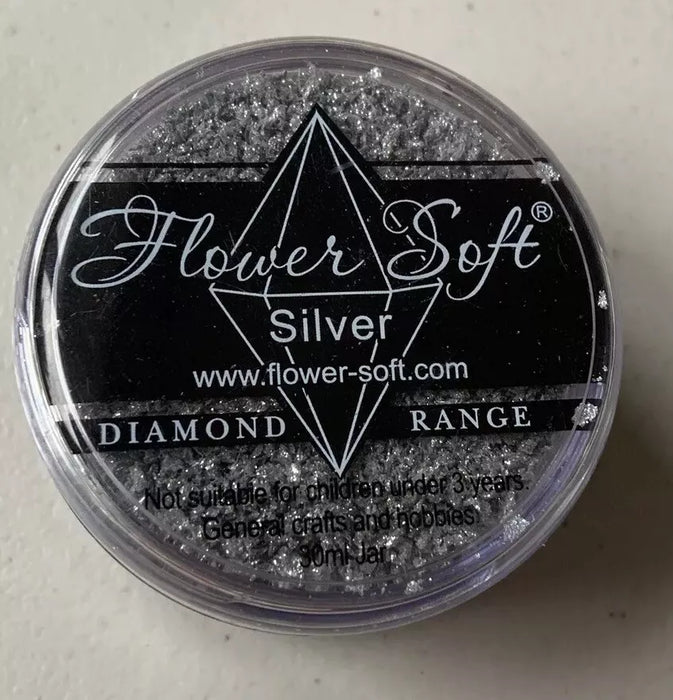 Flower Soft®
Silver
www.flower-soft.com
DIAMOND RANGE
Not suitable for children under 3 years.
General crafts and hobbies
30ml Jar